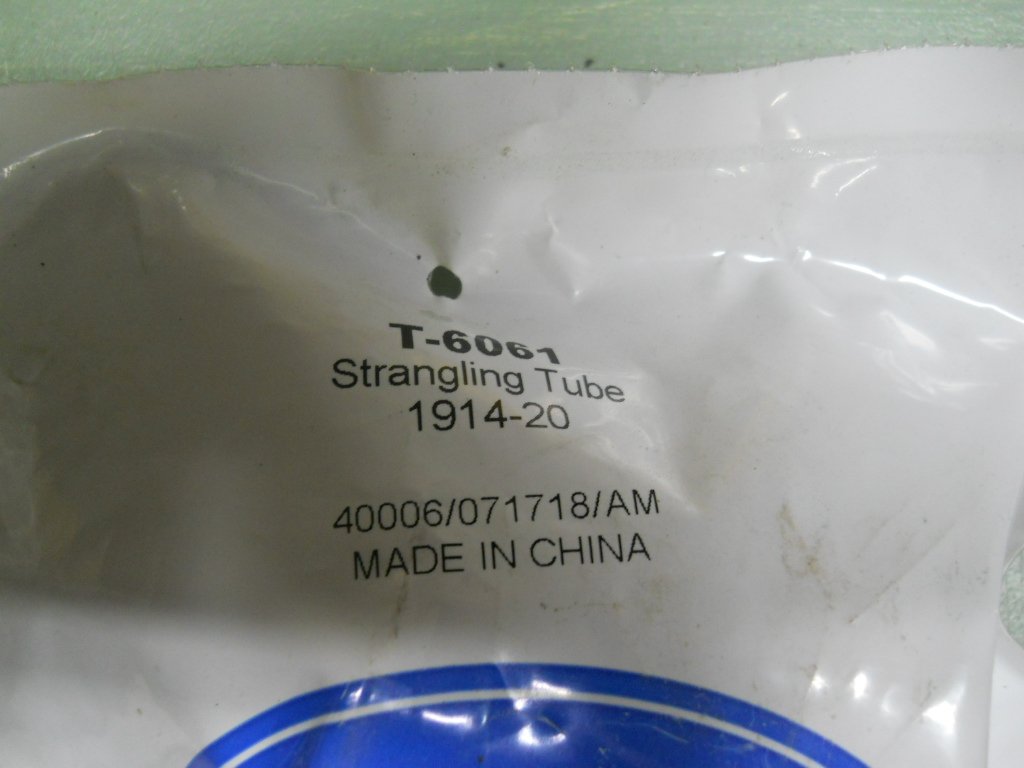 T-6061
Strangling Tube
1914-20
40006/071718/AM
MADE IN CHINA